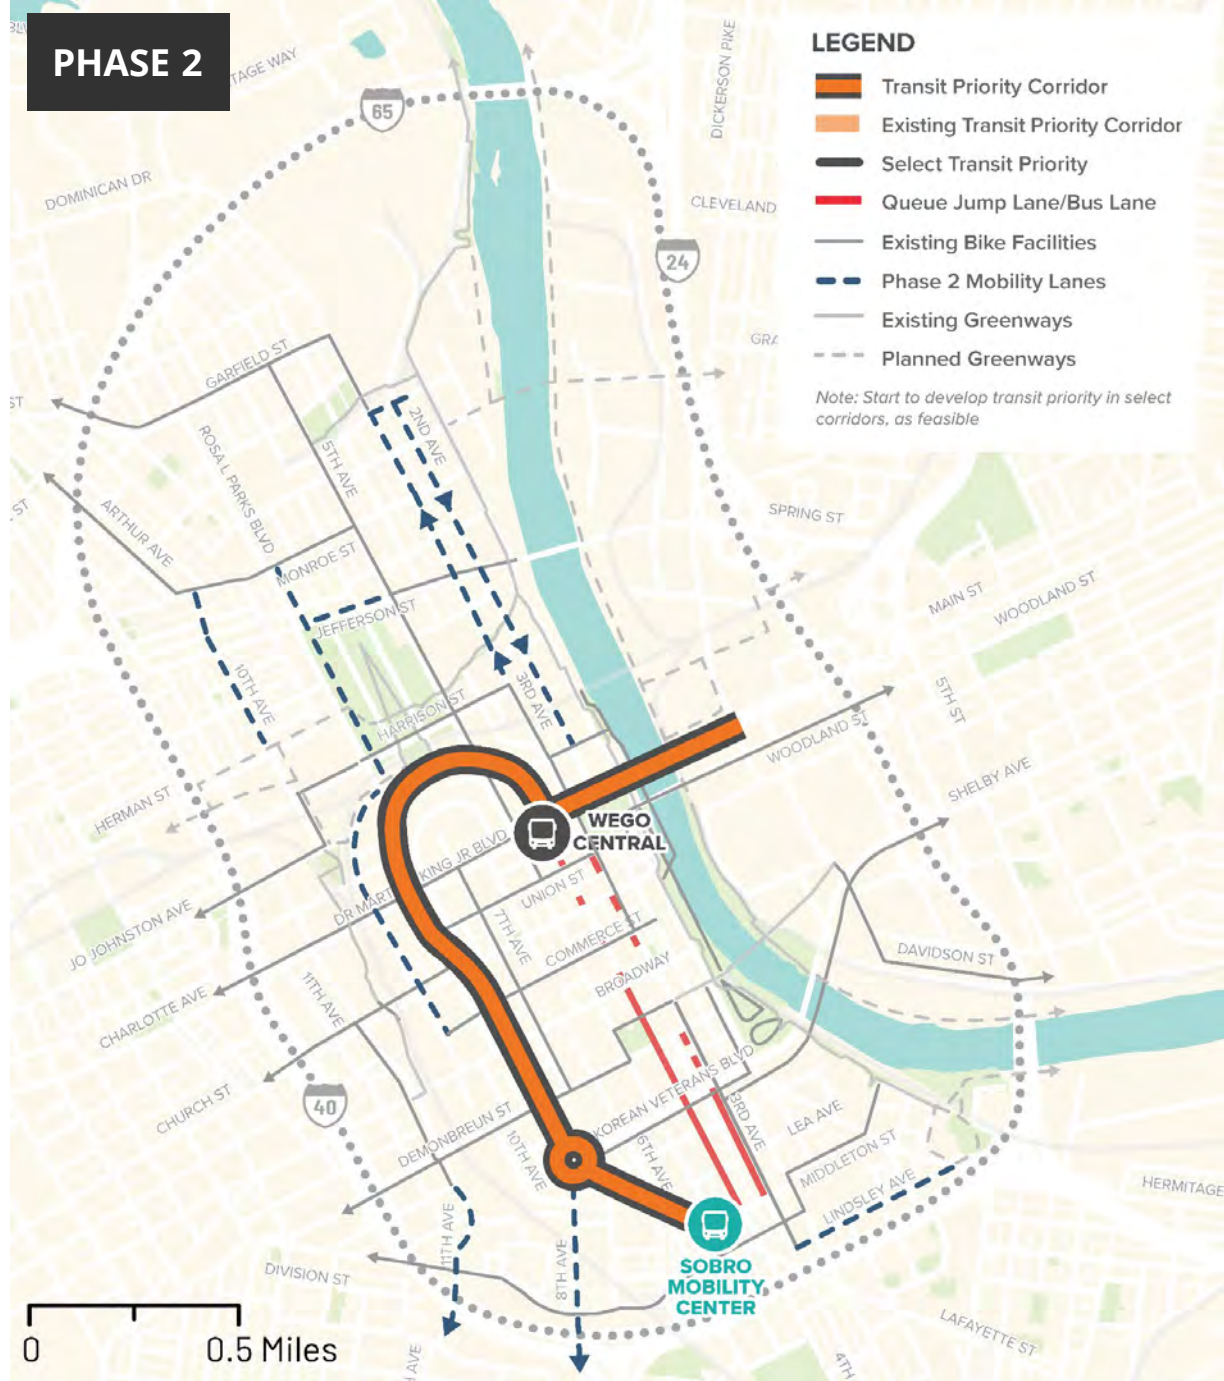 PHASE 2
TAGE WAY
65
DICKERSON PIKE
LEGEND
Transit Priority Corridor
Existing Transit Priority Corridor
Select Transit Priority
Queue Jump Lane/Bus Lane
Existing Bike Facilities
Phase 2 Mobility Lanes
Existing Greenways
Planned Greenways
Note: Start to develop transit priority in select
corridors, as feasible
DOMINICAN DR
CLEVELAND
24
GRA
GARFIELD ST
ST
ROSA L PARKS BLVD
5TH AVE
2ND AVE
ST
ARTHUR AVE
SPRING ST
MONROE ST
JEFFERSON ST
MAIN ST
WOODLAND ST
10TH AVE
HARRISON ST
3RD AVE
5TH ST
WOODLAND ST
SHELBY AVE
HERMAN ST
WEGO
CENTRAL
DR MART
KING JR BLVD
UNION ST
JO JOHNSTON AVE
7TH AVE
COMMERCE ST
BROADWAY
DAVIDSON ST
CHARLOTTE AVE
11TH AVE
CHURCH ST
40
KOREAN VETERANS BLVD
DEMONBREUN ST
10TH AVE
6TH AVE
3RD AVE
LEA AVE
MIDDLETON ST
LINDSLEY AVE
HERMITAGE
11TH AVE
8TH AVE
SOBRO
MOBILITY
CENTER
DIVISION ST
LAFAYETTE ST
4TH
H AVE
0
0.5 Miles